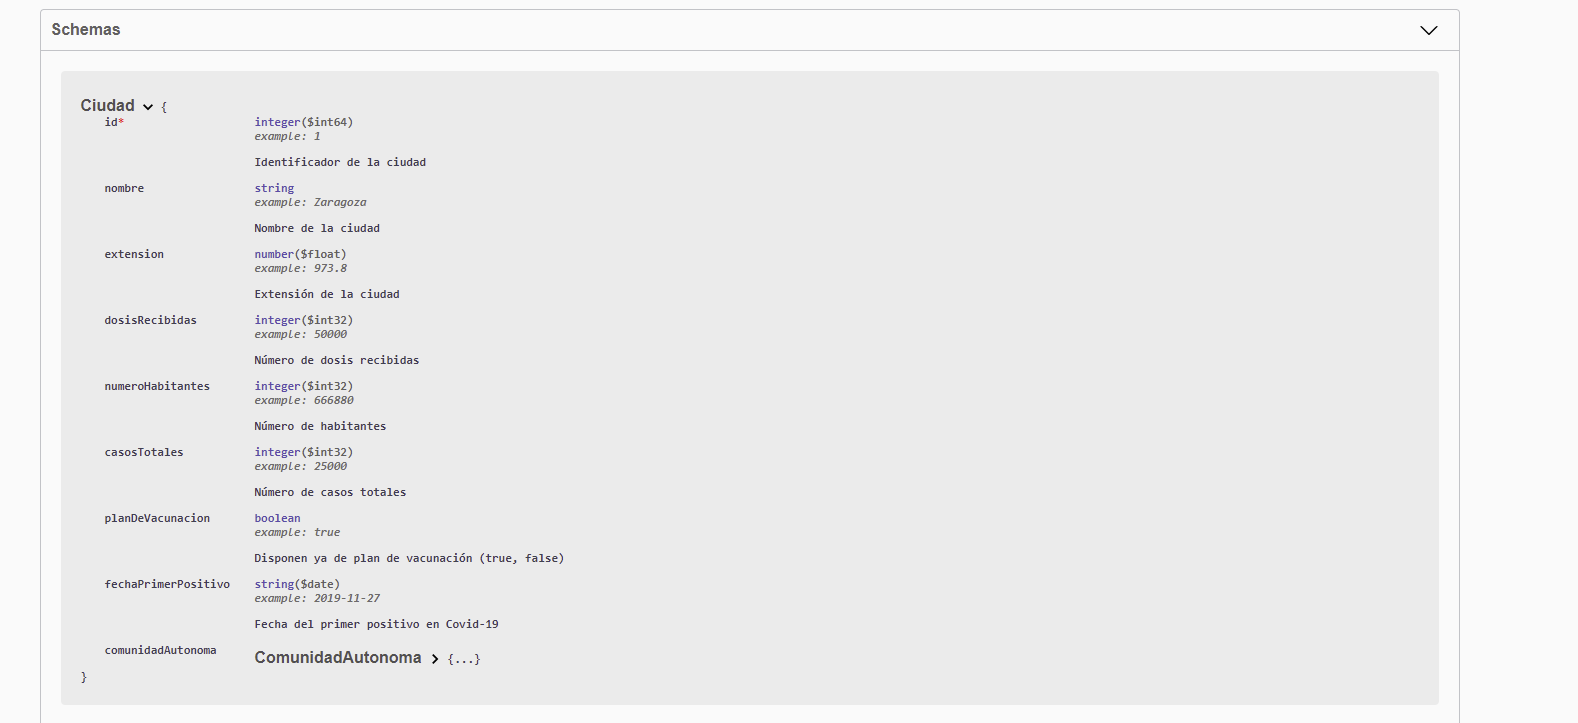 Schemas
Ciudad {
id* integer($int64)
example: 1
Identificador de la ciudad
nombre string
example: Zaragoza
Nombre de la ciudad
extension number($float)
example: 973.8
Extensión de la ciudad
dosisRecibidas integer($int32)
example: 50000
Número de dosis recibidas
numeroHabitantes integer($int32)
example: 666880
Número de habitantes
casosTotales integer($int32)
example: 25000
Número de casos totales
planDeVacunacion boolean
example: true
Disponen ya de plan de vacunación (true, false)
fechaPrimerPositivo string($date)
example: 2019-11-27
Fecha del primer positivo en Covid-19
comunidadAutonoma ComunidadAutonoma {...}
}